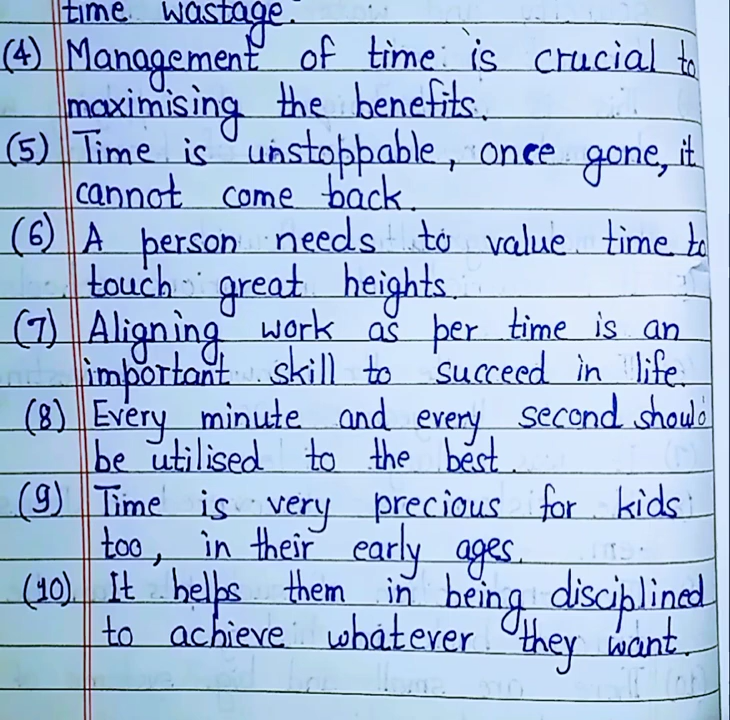 time wastage.
(4) Management of time is crucial to
maximising the benefits.
(5) Time is unstoppable, once gone, it
cannot come back.
(6) A person needs to value time to
touch great heights.
(7) Aligning work as per time is an
important skill to succeed in life.
(8) Every minute and every second should
be utilised to the best.
(9) Time is very precious for kids
too, in their early ages.
(10) It helps them in being disciplined
to achieve whatever they want.